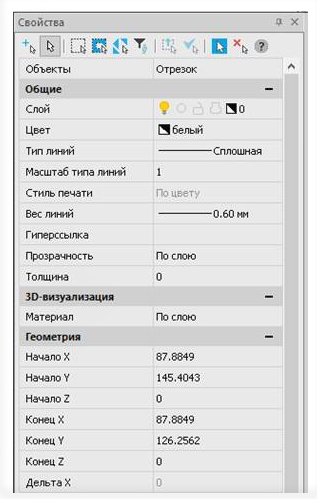 Свойства
Объекты Отрезок
Общие
Слой 0
Цвет белый
Тип линий Сплошная
Масштаб типа линий 1
Стиль печати По цвету
Вес линий 0.60 мм
Гиперссылка
Прозрачность По слою
Толщина 0
3D-визуализация
Материал По слою
Геометрия
Начало X 87.8849
Начало Y 145.4043
Начало Z 0
Конец X 87.8849
Конец Y 126.2562
Конец Z 0
Дельта X 0